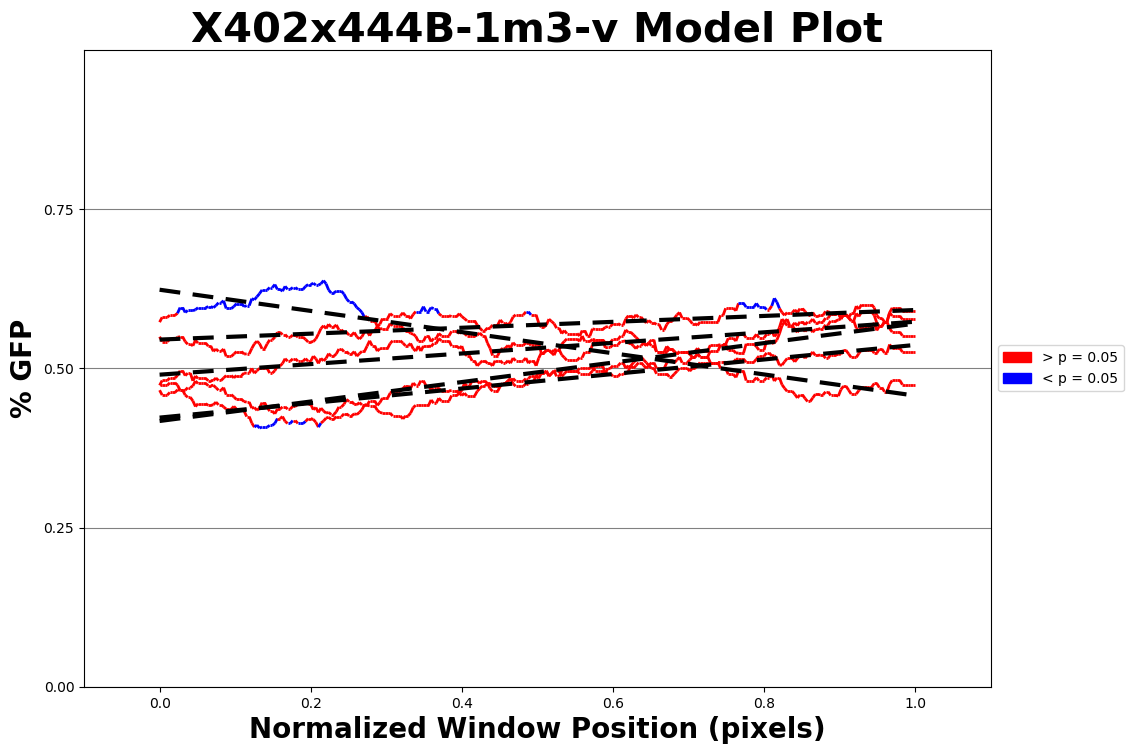 X402x444B-1m3-v Model Plot
% GFP
0.75
0.50
0.25
0.00
0.0 0.2 0.4 0.6 0.8 1.0
Normalized Window Position (pixels)
> p = 0.05
< p = 0.05